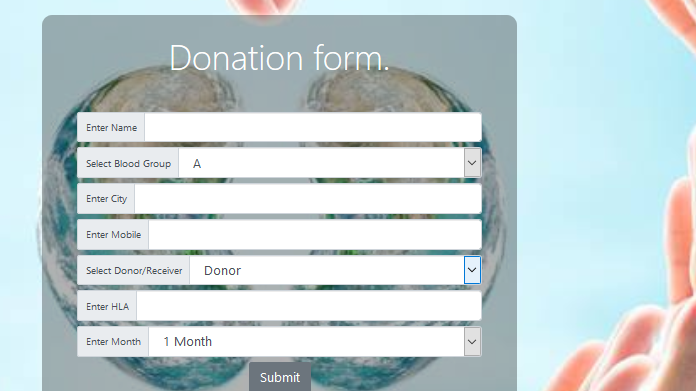 Donation form.
Enter Name
Select Blood Group A
Enter City
Enter Mobile
Select Donor/Receiver Donor
Enter HLA
Enter Month 1 Month
Submit